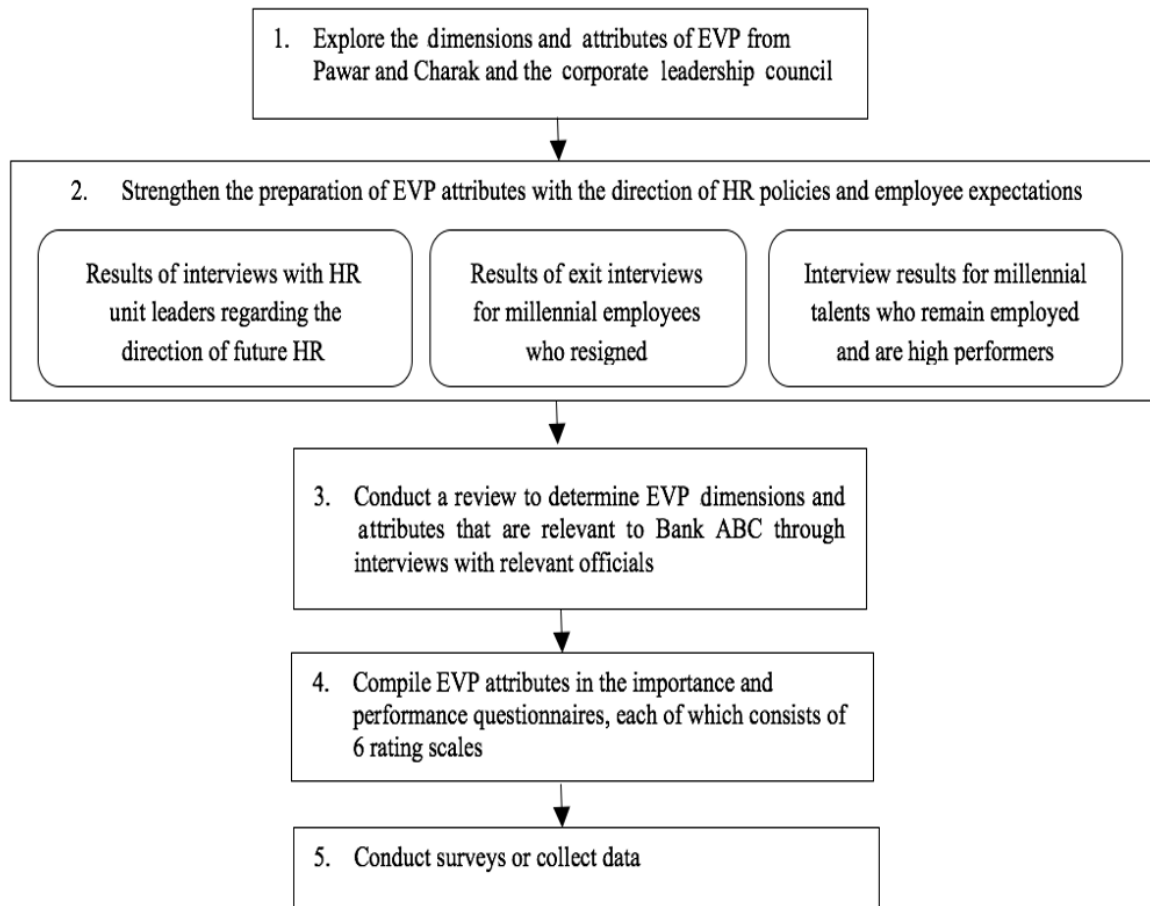 1. Explore the dimensions and attributes of EVP from
Pawar and Charak and the corporate leadership council
2. Strengthen the preparation of EVP attributes with the direction of HR policies and employee expectations
Results of interviews with HR
unit leaders regarding the
direction of future HR
Results of exit interviews
for millennial employees
who resigned
Interview results for millennial
talents who remain employed
and are high performers
3. Conduct a review to determine EVP dimensions and
attributes that are relevant to Bank ABC through
interviews with relevant officials
4. Compile EVP attributes in the importance and
performance questionnaires, each of which consists of
6 rating scales
5. Conduct surveys or collect data